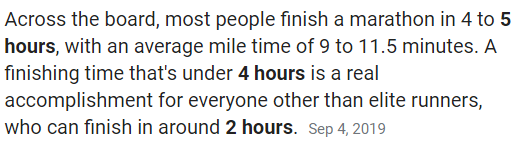 Across the board, most people finish a marathon in 4 to 5
hours, with an average mile time of 9 to 11.5 minutes. A
finishing time that's under 4 hours is a real
accomplishment for everyone other than elite runners,
who can finish in around 2 hours. Sep 4, 2019